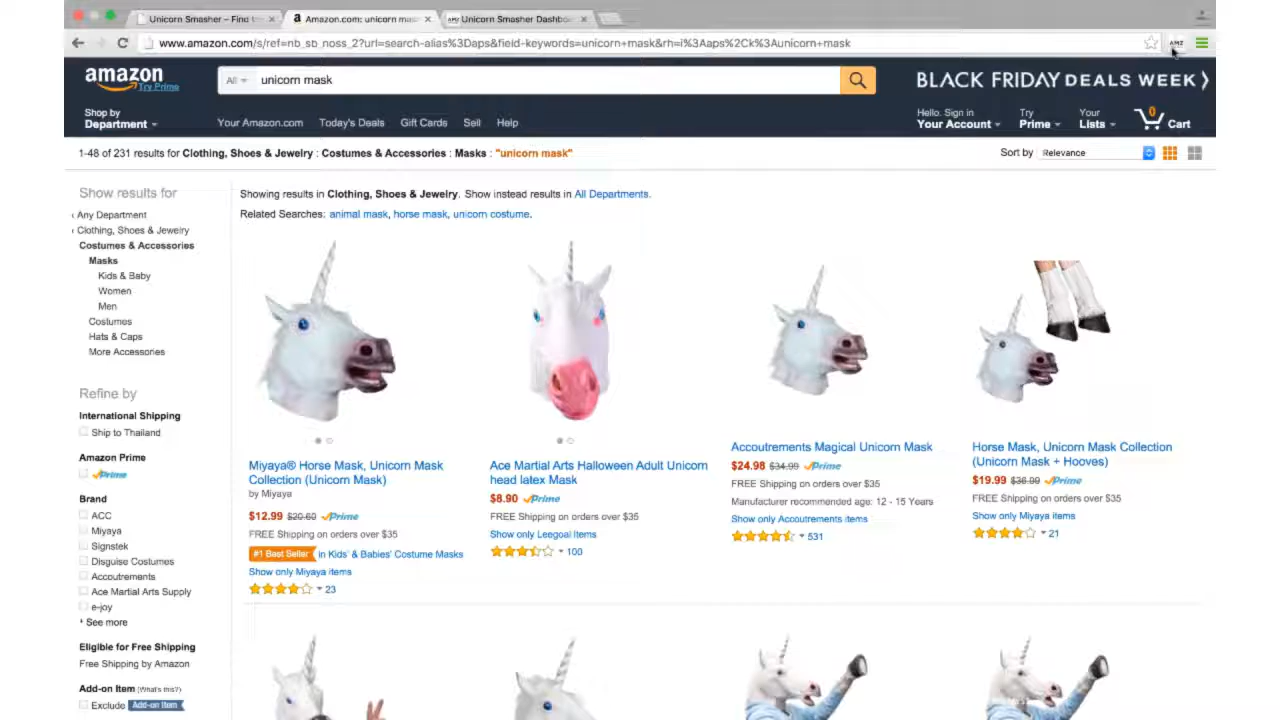 Unicorn Smasher – Find t
Amazon.com: unicorn mas
Unicorn Smasher Dashbo
www.amazon.com/s/ref=nb_sb_noss_2?url=search-alias%3Daps&field-keywords=unicorn+mask&rh=i%3Aaps%2Ck%3Aunicorn+mask
AMZ
amazon
Try Prime
All
unicorn mask
BLACK FRIDAY DEALS WEEK
Shop by
Department
Your Amazon.com
Today's Deals
Gift Cards
Sell
Help
Hello. Sign in
Your Account
Try
Prime
Your
Lists
0
Cart
1-48 of 231 results for Clothing, Shoes & Jewelry : Costumes & Accessories : Masks : "unicorn mask"
Sort by Relevance
Show results for
‹ Any Department
‹ Clothing, Shoes & Jewelry
Costumes & Accessories
Masks
Kids & Baby
Women
Men
Costumes
Hats & Caps
More Accessories
Refine by
International Shipping
Ship to Thailand
Amazon Prime
Prime
Brand
ACC
Miyaya
Signstek
Disguise Costumes
Accoutrements
Ace Martial Arts Supply
e-joy
See more
Eligible for Free Shipping
Free Shipping by Amazon
Add-on Item (What's this?)
Exclude Add-on Item
Showing results in Clothing, Shoes & Jewelry. Show instead results in All Departments.
Related Searches: animal mask, horse mask, unicorn costume.
Miyaya® Horse Mask, Unicorn Mask
Collection (Unicorn Mask)
by Miyaya
$12.99 $20.60 Prime
FREE Shipping on orders over $35
#1 Best Seller in Kids' & Babies' Costume Masks
Show only Miyaya items
23
Ace Martial Arts Halloween Adult Unicorn
head latex Mask
$8.90 Prime
FREE Shipping on orders over $35
Show only Leegoal items
100
Accoutrements Magical Unicorn Mask
$24.98 $34.99 Prime
FREE Shipping on orders over $35
Manufacturer recommended age: 12 - 15 Years
Show only Accoutrements items
531
Horse Mask, Unicorn Mask Collection
(Unicorn Mask + Hooves)
$19.99 $36.99 Prime
FREE Shipping on orders over $35
Show only Miyaya items
21